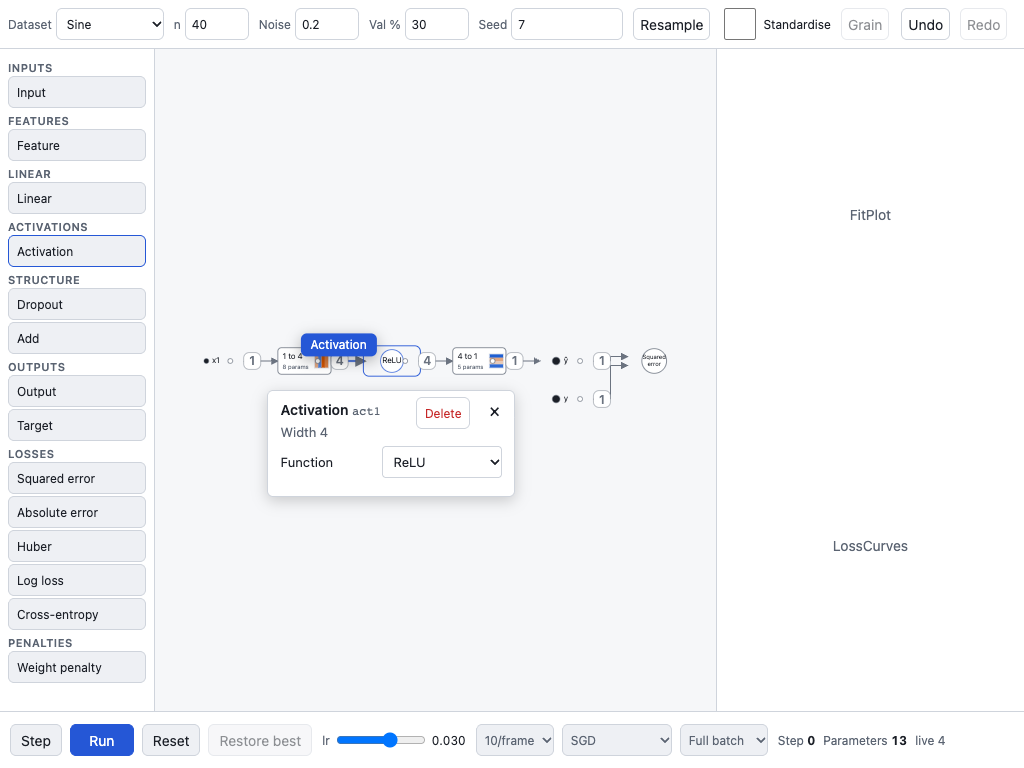 Dataset Sine n 40 Noise 0.2 Val % 30 Seed 7 Resample Standardise Grain Undo Redo
INPUTS
Input
FEATURES
Feature
LINEAR
Linear
ACTIVATIONS
Activation
STRUCTURE
Dropout
Add
OUTPUTS
Output
Target
LOSSES
Squared error
Absolute error
Huber
Log loss
Cross-entropy
PENALTIES
Weight penalty
Activation
x1 1 1 to 4 4 ReLU 4 4 to 1 1 ŷ 1 Squared
8 params 5 params error
y 1
Activation act1 Delete ×
Width 4
Function ReLU
FitPlot
LossCurves
Step Run Reset Restore best lr 0.030 10/frame SGD Full batch Step 0 Parameters 13 live 4